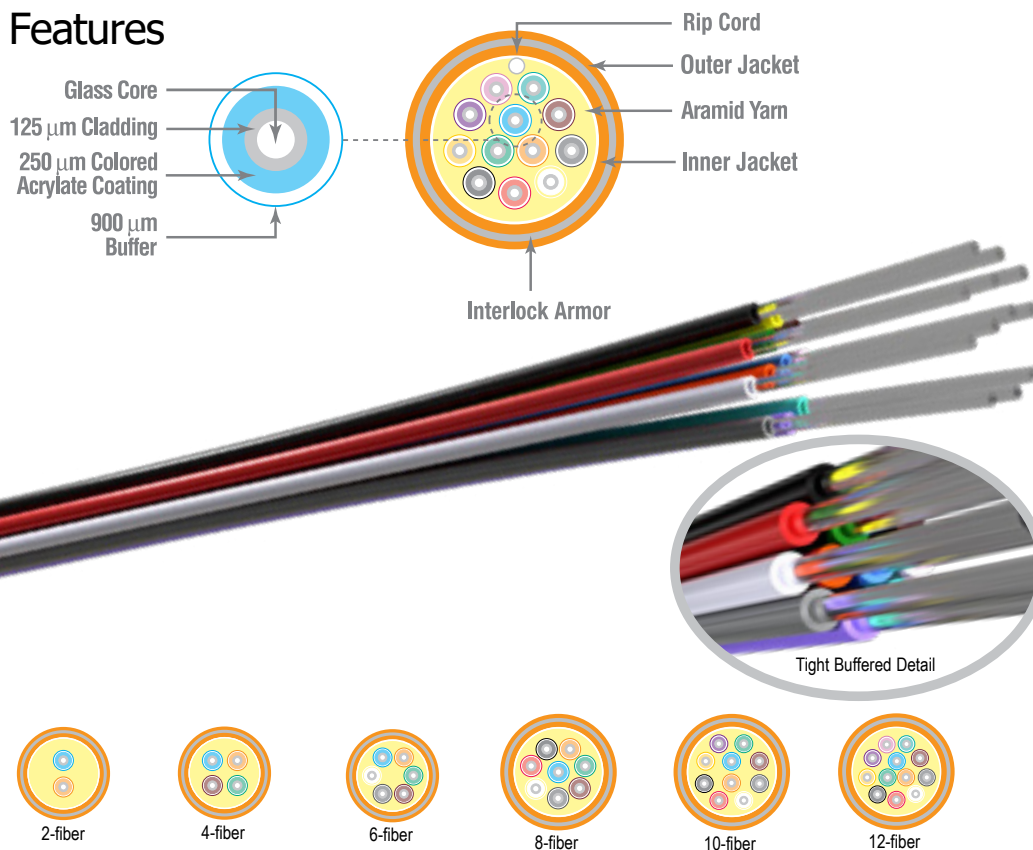 Features
Glass Core
125 μm Cladding
250 μm Colored
Acrylate Coating
900 μm
Buffer
Rip Cord
Outer Jacket
Aramid Yarn
Inner Jacket
Interlock Armor
Tight Buffered Detail
2-fiber
4-fiber
6-fiber
8-fiber
10-fiber
12-fiber